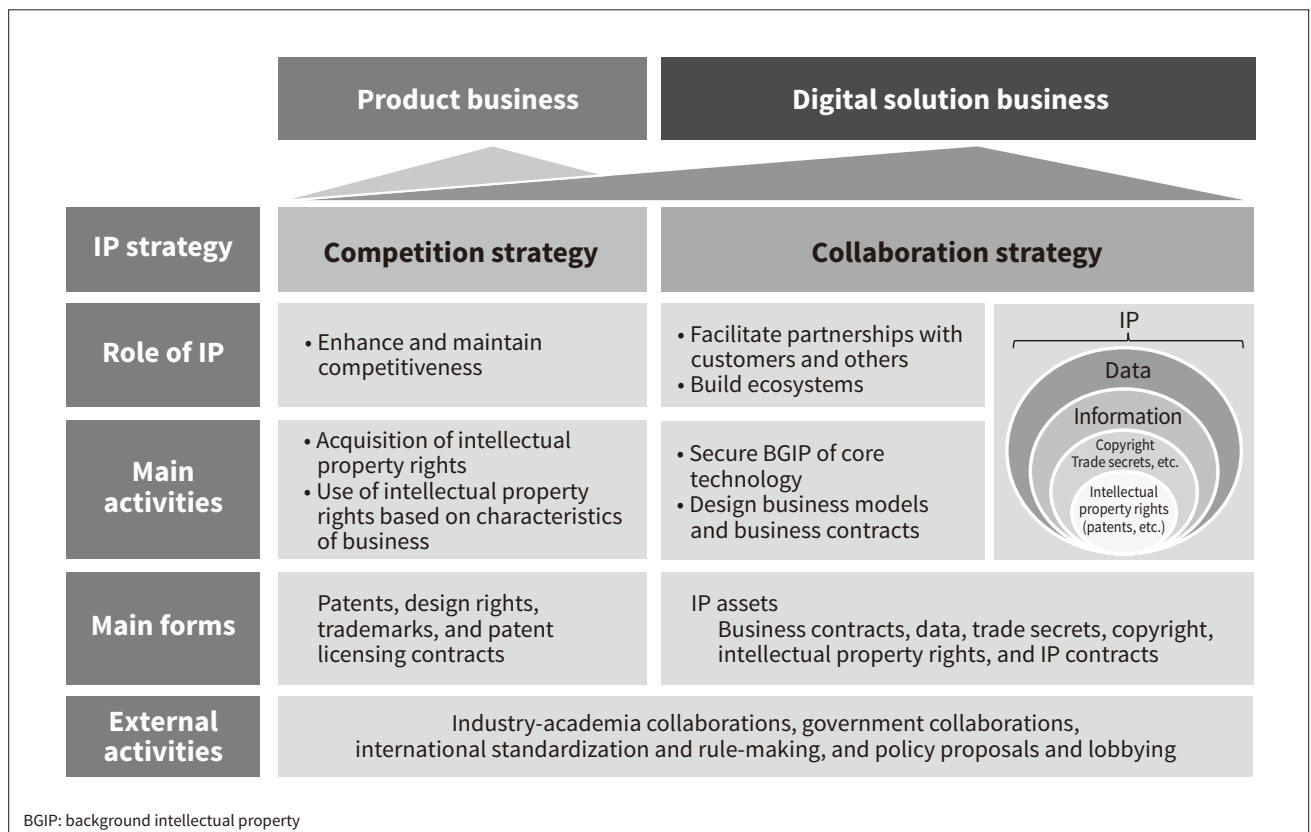 Product business
Digital solution business
IP strategy
Competition strategy
Collaboration strategy
Role of IP
• Enhance and maintain
competitiveness
• Facilitate partnerships with
customers and others
• Build ecosystems
IP
Data
Information
Copyright
Trade secrets, etc.
Intellectual
property rights
(patents, etc.)
Main
activities
• Acquisition of intellectual
property rights
• Use of intellectual property
rights based on characteristics
of business
• Secure BGIP of core
technology
• Design business models
and business contracts
Main forms
Patents, design rights,
trademarks, and patent
licensing contracts
IP assets
Business contracts, data, trade secrets, copyright,
intellectual property rights, and IP contracts
External
activities
Industry-academia collaborations, government collaborations,
international standardization and rule-making, and policy proposals and lobbying
BGIP: background intellectual property